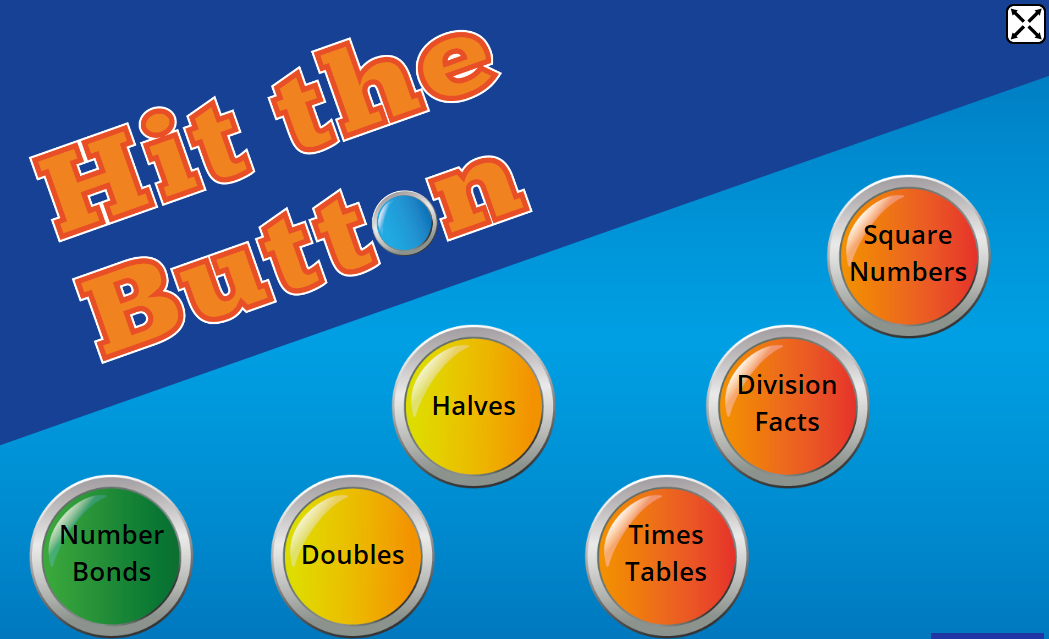 Hit the
Button
Square
Numbers
Halves
Division
Facts
Number
Bonds
Doubles
Times
Tables